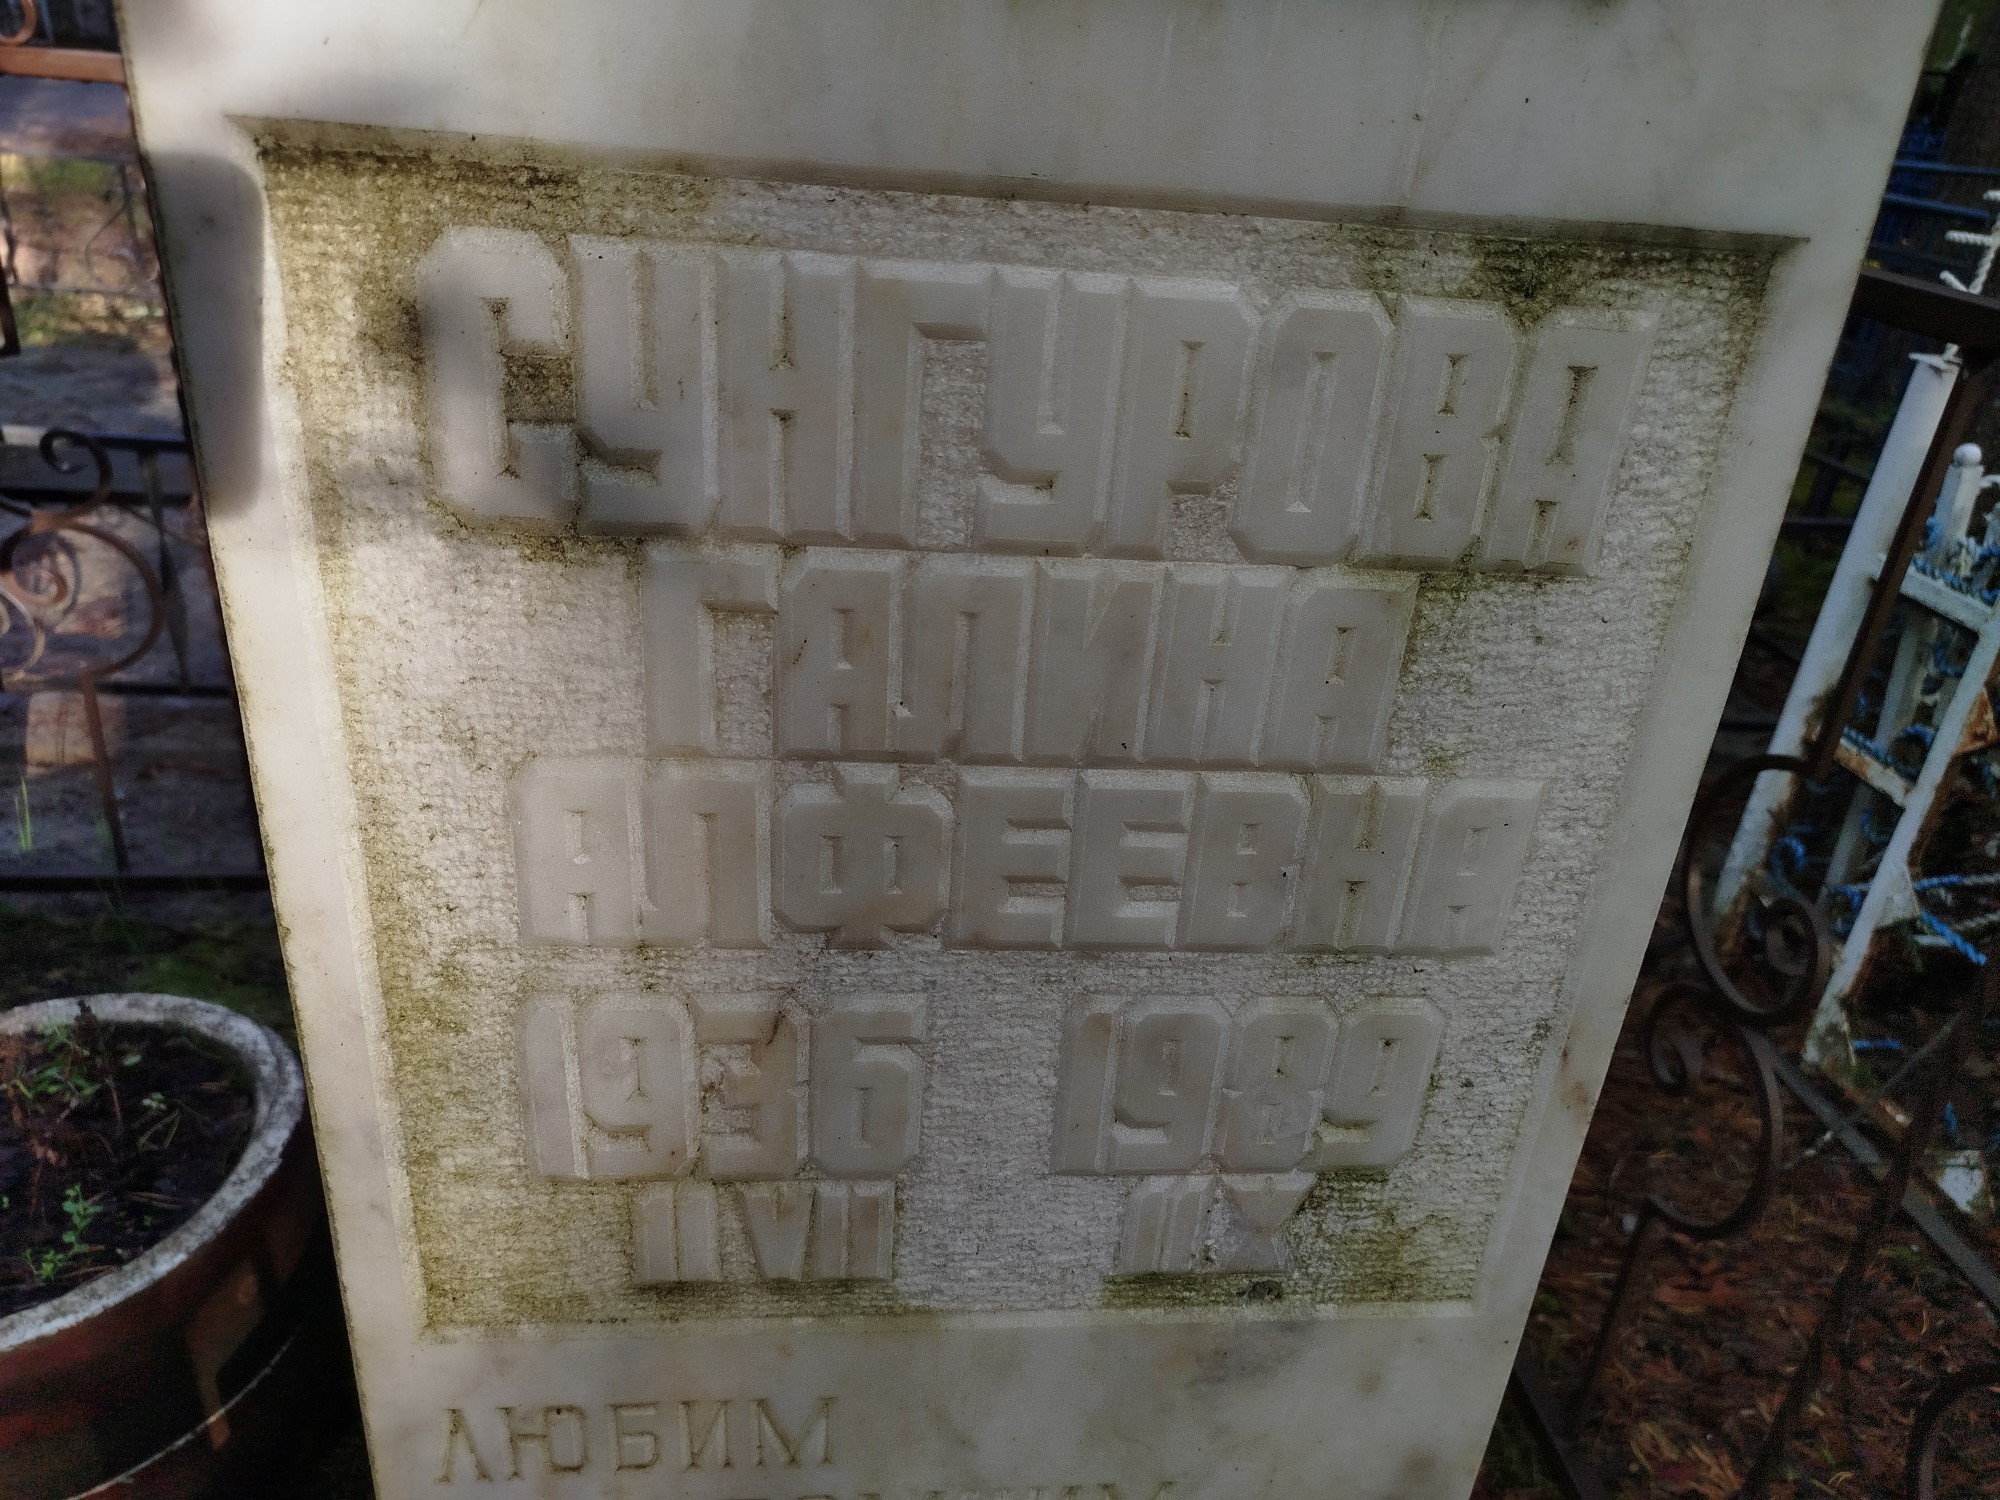 СУНГУРОВА
ГАЛИНА
АЛФЕЕВНА
1936 1989
11 VII 11 X
ЛЮБИМ